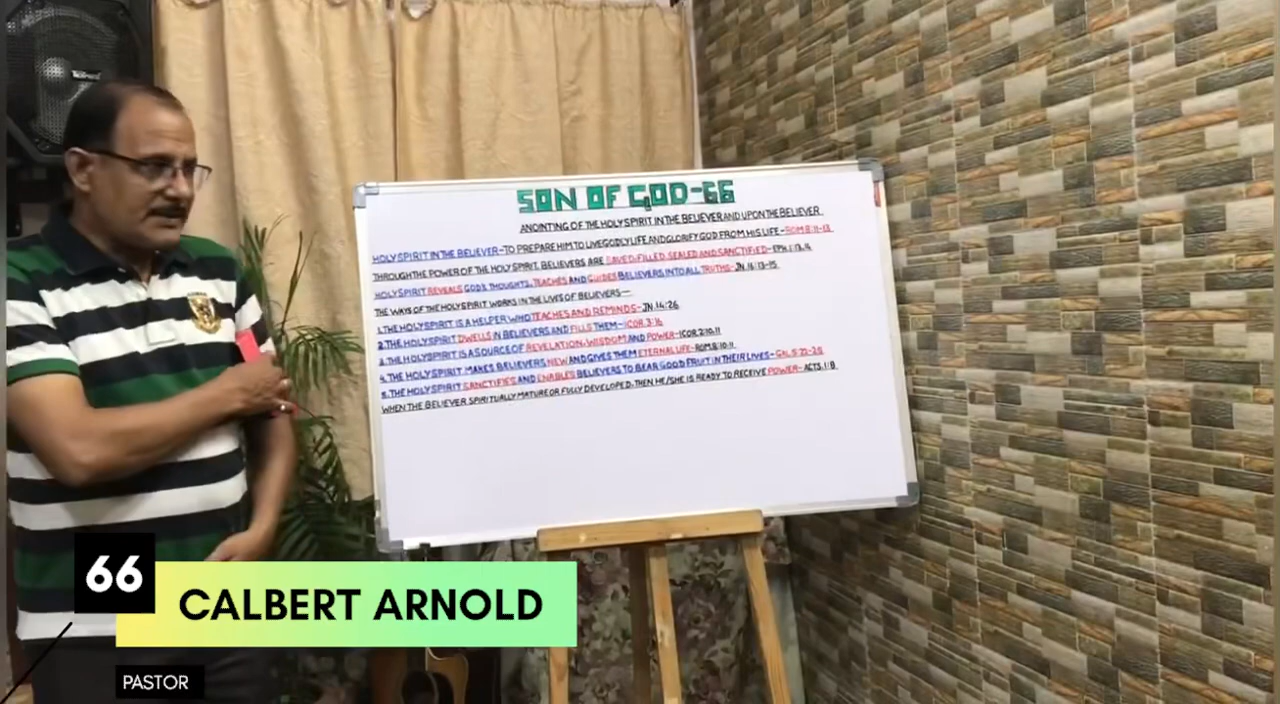 SON OF GOD-66
ANOINTING OF THE HOLY SPIRIT IN THE BELIEVER AND UPON THE BELIEVER
HOLY SPIRIT IN THE BELIEVER-TO PREPARE HIM TO LIVE GODLY LIFE AND GLORIFY GOD FROM HIS LIFE-ROM.8:11-13
THROUGH THE POWER OF THE HOLY SPIRIT, BELIEVERS ARE SAVED, FILLED, SEALED AND SANCTIFIED-EPH.1:13,14
HOLY SPIRIT REVEALS GOD'S THOUGHTS, TEACHES AND GUIDES BELIEVERS INTO ALL TRUTHS-JN.16:13-15
THE WAYS OF THE HOLY SPIRIT WORKS IN THE LIVES OF BELIEVERS—
1.THE HOLY SPIRIT IS A HELPER WHO TEACHES AND REMINDS-JN.14:26
2.THE HOLY SPIRIT DWELLS IN BELIEVERS AND FILLS THEM-1COR.3:16
3.THE HOLY SPIRIT IS A SOURCE OF REVELATION, WISDOM AND POWER-1COR.2:10,11
4.THE HOLY SPIRIT MAKES BELIEVERS NEW AND GIVES THEM ETERNAL LIFE-ROM.8:10,11
5.THE HOLY SPIRIT SANCTIFIES AND ENABLES BELIEVERS TO BEAR GOOD FRUIT IN THEIR LIVES-GAL.5:22-25
WHEN THE BELIEVER SPIRITUALLY MATURE OR FULLY DEVELOPED, THEN HE/SHE IS READY TO RECEIVE POWER-ACTS.1:8
66
CALBERT ARNOLD
PASTOR